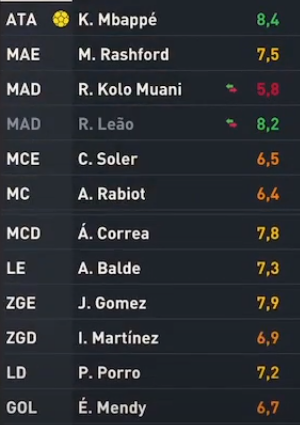 ATA K. Mbappé 8,4
MAE M. Rashford 7,5
MAD R. Kolo Muani 5,8
MAD R. Leão 8,2
MCE C. Soler 6,5
MC A. Rabiot 6,4
MCD Á. Correa 7,8
LE A. Balde 7,3
ZGE J. Gomez 7,9
ZGD I. Martínez 6,9
LD P. Porro 7,2
GOL É. Mendy 6,7